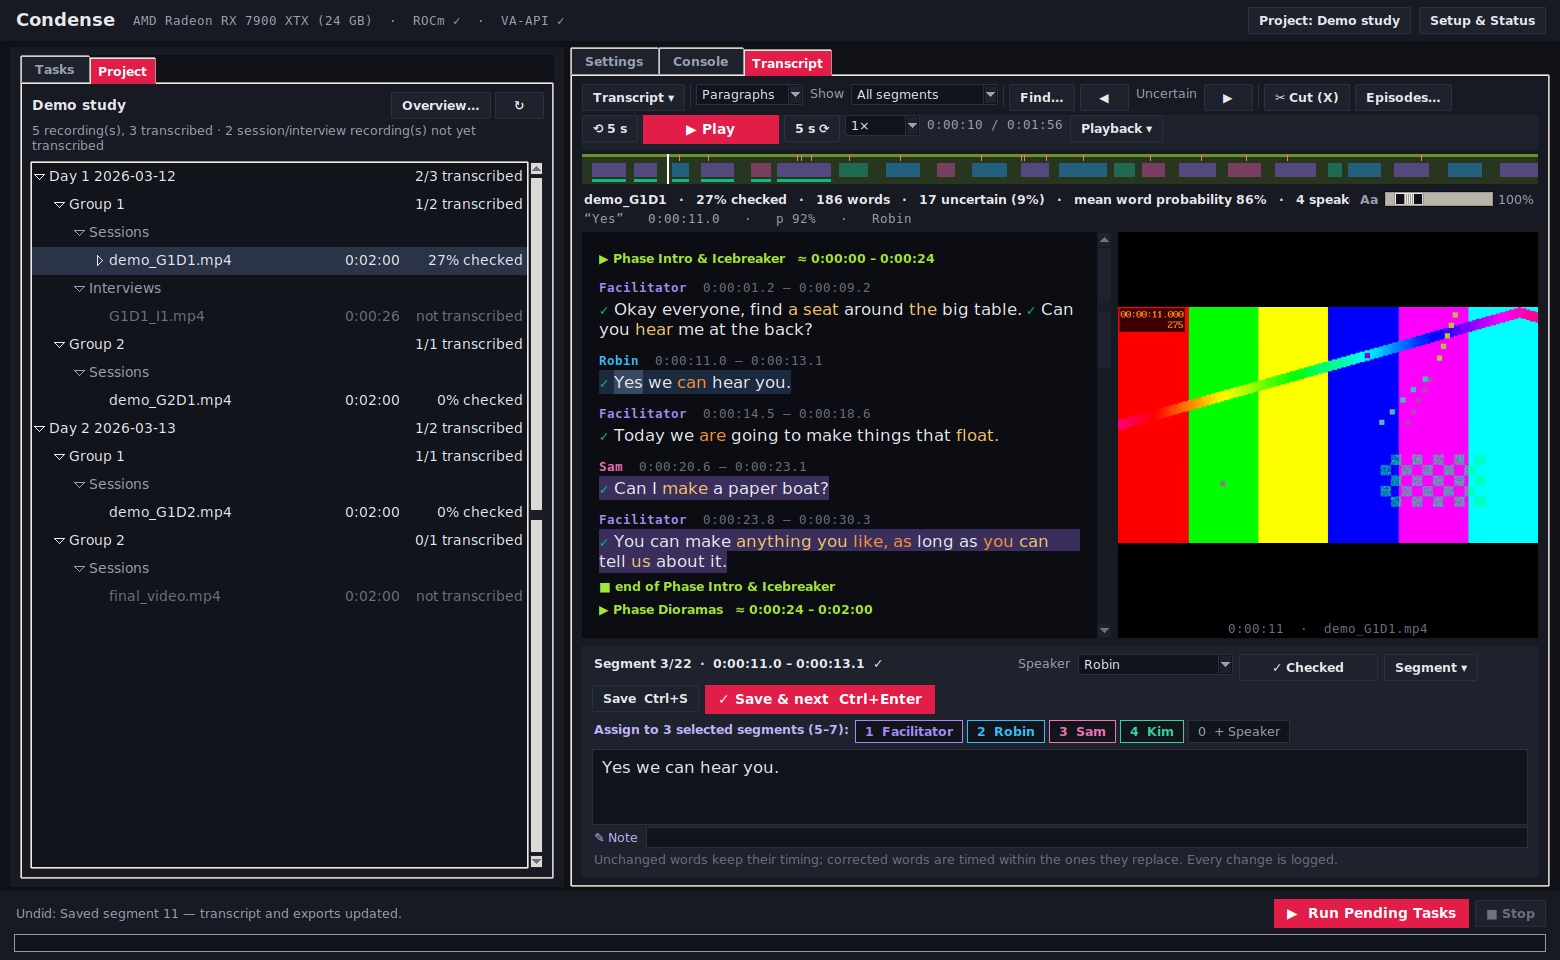 Condense AMD Radeon RX 7900 XTX (24 GB) · ROCm ✓ · VA-API ✓ Project: Demo study Setup & Status
Tasks Project
Demo study Overview... ↻
5 recording(s), 3 transcribed · 2 session/interview recording(s) not yet
transcribed
Day 1 2026-03-12 2/3 transcribed
Group 1 1/2 transcribed
Sessions
demo_G1D1.mp4 0:02:00 27% checked
Interviews
G1D1_I1.mp4 0:00:26 not transcribed
Group 2 1/1 transcribed
Sessions
demo_G2D1.mp4 0:02:00 0% checked
Day 2 2026-03-13 1/2 transcribed
Group 1 1/1 transcribed
Sessions
demo_G1D2.mp4 0:02:00 0% checked
Group 2 0/1 transcribed
Sessions
final_video.mp4 0:02:00 not transcribed
Settings Console Transcript
Transcript ▾ Paragraphs Show All segments Find... ◀ Uncertain ▶ ✂ Cut (X) Episodes...
⟲ 5 s ▶ Play 5 s ⟳ 1× 0:00:10 / 0:01:56 Playback ▾
demo_G1D1 · 27% checked · 186 words · 17 uncertain (9%) · mean word probability 86% · 4 speak Aa 100%
“Yes” 0:00:11.0 · p 92% · Robin
▶ Phase Intro & Icebreaker ≈ 0:00:00 – 0:00:24
Facilitator 0:00:01.2 – 0:00:09.2
✓ Okay everyone, find a seat around the big table. ✓ Can
you hear me at the back?
Robin 0:00:11.0 – 0:00:13.1
✓ Yes we can hear you.
Facilitator 0:00:14.5 – 0:00:18.6
✓ Today we are going to make things that float.
Sam 0:00:20.6 – 0:00:23.1
✓ Can I make a paper boat?
Facilitator 0:00:23.8 – 0:00:30.3
✓ You can make anything you like, as long as you can
tell us about it.
■ end of Phase Intro & Icebreaker
▶ Phase Dioramas ≈ 0:00:24 – 0:02:00
00:00:11.000
275
0:00:11 · demo_G1D1.mp4
Segment 3/22 · 0:00:11.0 – 0:00:13.1 ✓ Speaker Robin ✓ Checked Segment ▾
Save Ctrl+S ✓ Save & next Ctrl+Enter
Assign to 3 selected segments (5–7): 1 Facilitator 2 Robin 3 Sam 4 Kim 0 + Speaker
Yes we can hear you.
✎ Note
Unchanged words keep their timing; corrected words are timed within the ones they replace. Every change is logged.
Undid: Saved segment 11 — transcript and exports updated. ▶ Run Pending Tasks ■ Stop